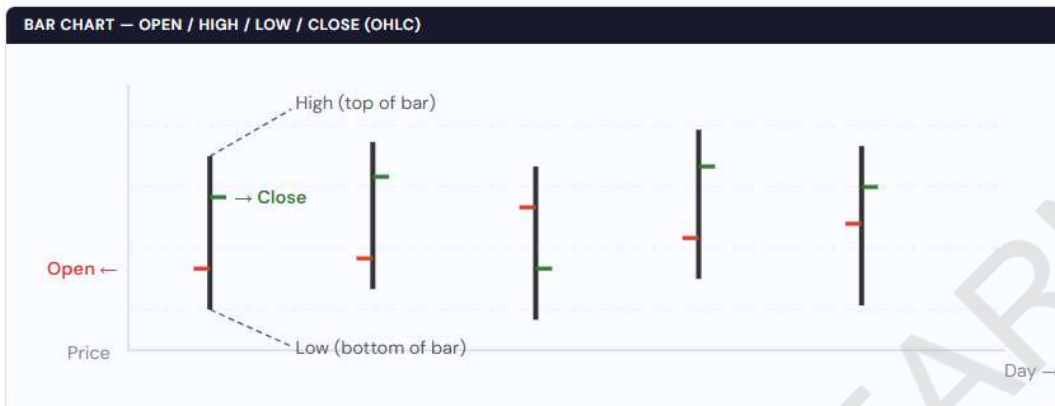 BAR CHART — OPEN / HIGH / LOW / CLOSE (OHLC)
High (top of bar)
→ Close
Open ←
Low (bottom of bar)
Price
Day →